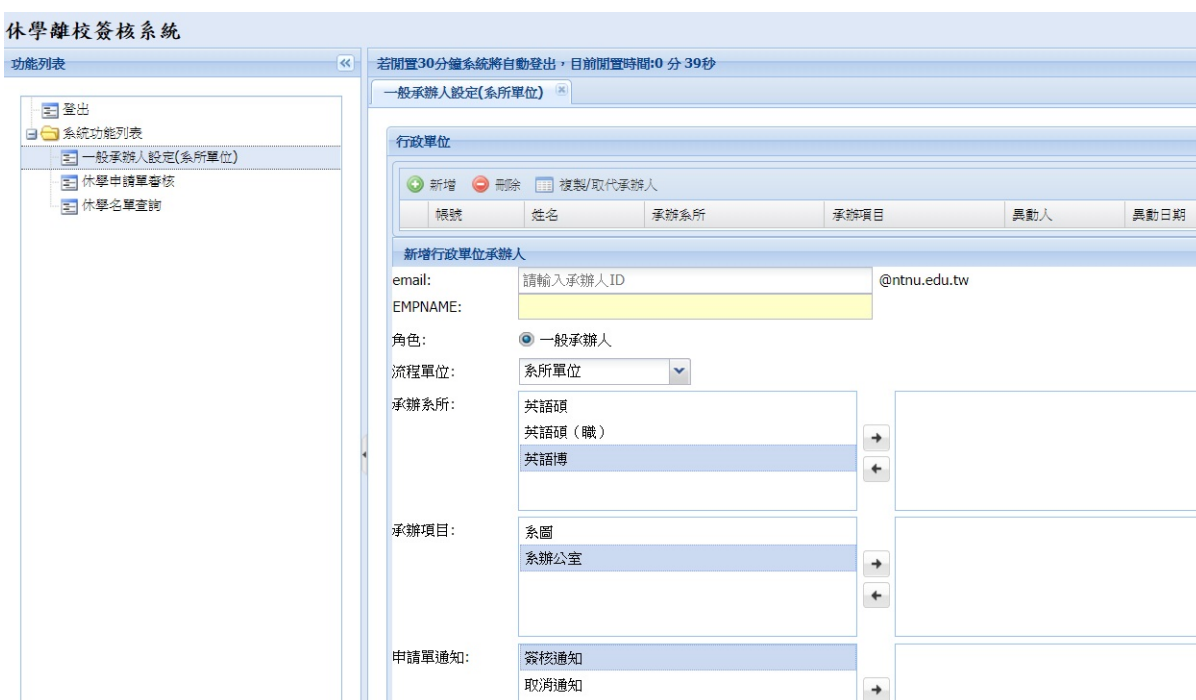 休學離校簽核系統
功能列表
登出
系統功能列表
一般承辦人設定(系所單位)
休學申請單審核
休學名單查詢
若閒置30分鐘系統將自動登出，目前閒置時間:0 分 39秒
一般承辦人設定(系所單位)
行政單位
新增 刪除 複製/取代承辦人
帳號 姓名 承辦系所 承辦項目 異動人 異動日期
新增行政單位承辦人
email: 請輸入承辦人ID @ntnu.edu.tw
EMPNAME:
角色: 一般承辦人
流程單位: 系所單位
承辦系所: 英語碩
英語碩（職）
英語博
承辦項目: 系圖
系辦公室
申請單通知: 簽核通知
取消通知